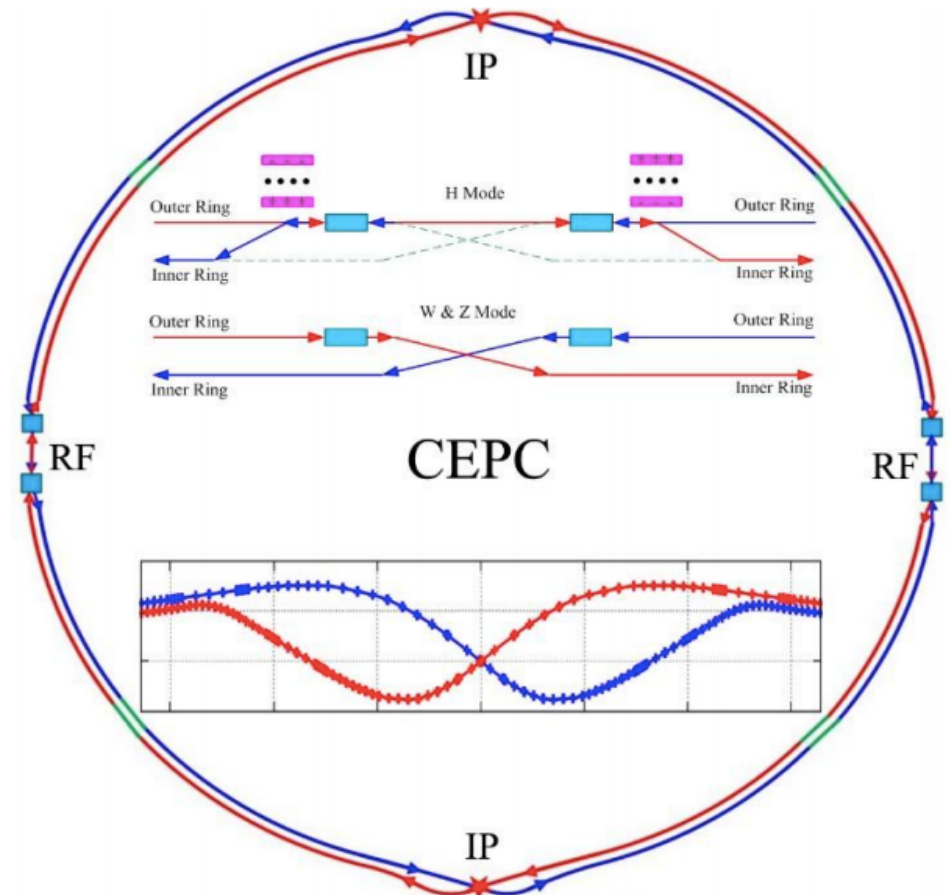 IP
H Mode
Outer Ring
Outer Ring
Inner Ring
Inner Ring
W & Z Mode
Outer Ring
Outer Ring
Inner Ring
Inner Ring
RF
CEPC
RF
IP